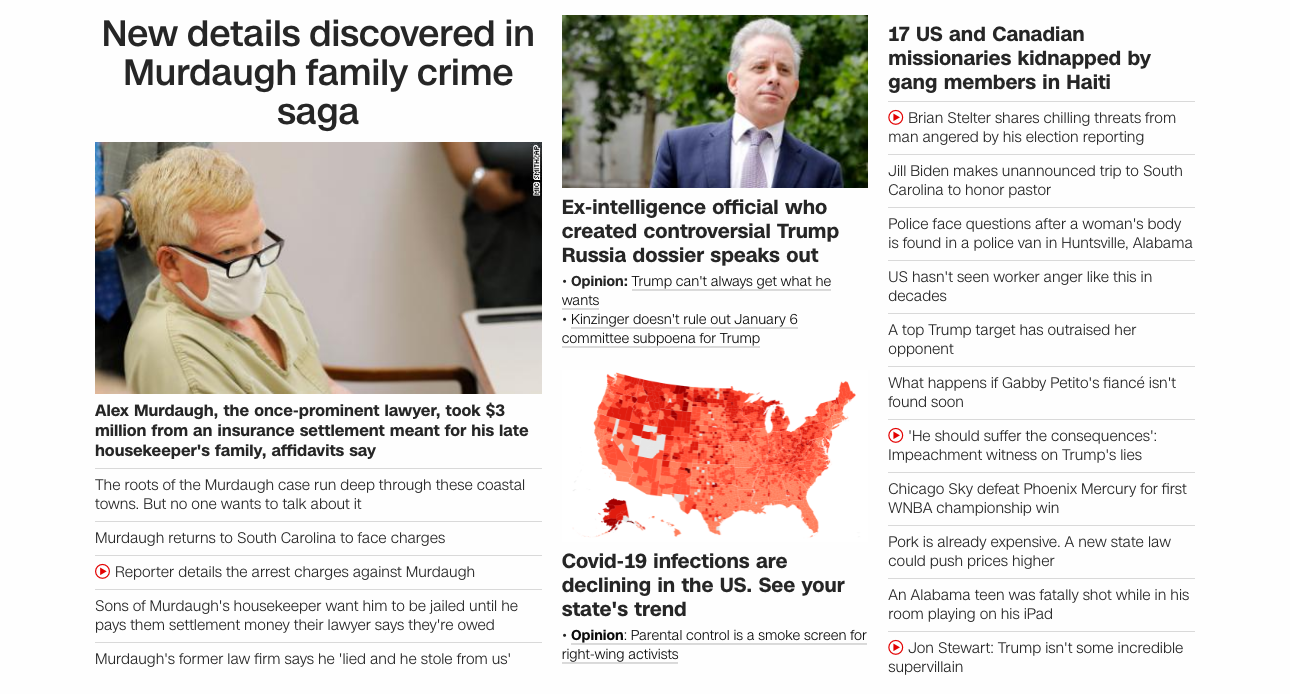 New details discovered in
Murdaugh family crime
saga
MIC SMITH/AP
Alex Murdaugh, the once-prominent lawyer, took $3
million from an insurance settlement meant for his late
housekeeper's family, affidavits say
The roots of the Murdaugh case run deep through these coastal
towns. But no one wants to talk about it
Murdaugh returns to South Carolina to face charges
Reporter details the arrest charges against Murdaugh
Sons of Murdaugh's housekeeper want him to be jailed until he
pays them settlement money their lawyer says they're owed
Murdaugh's former law firm says he 'lied and he stole from us'
Ex-intelligence official who
created controversial Trump
Russia dossier speaks out
• Opinion: Trump can't always get what he
wants
• Kinzinger doesn't rule out January 6
committee subpoena for Trump
Covid-19 infections are
declining in the US. See your
state's trend
• Opinion: Parental control is a smoke screen for
right-wing activists
17 US and Canadian
missionaries kidnapped by
gang members in Haiti
Brian Stelter shares chilling threats from
man angered by his election reporting
Jill Biden makes unannounced trip to South
Carolina to honor pastor
Police face questions after a woman's body
is found in a police van in Huntsville, Alabama
US hasn't seen worker anger like this in
decades
A top Trump target has outraised her
opponent
What happens if Gabby Petito's fiancé isn't
found soon
'He should suffer the consequences':
Impeachment witness on Trump's lies
Chicago Sky defeat Phoenix Mercury for first
WNBA championship win
Pork is already expensive. A new state law
could push prices higher
An Alabama teen was fatally shot while in his
room playing on his iPad
Jon Stewart: Trump isn't some incredible
supervillain